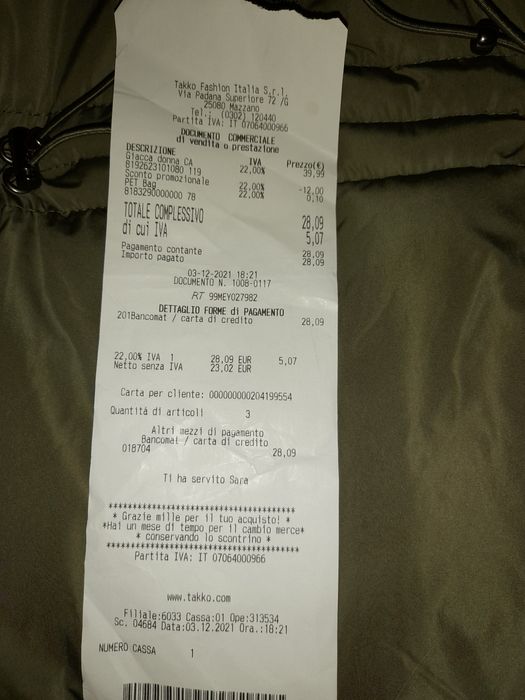 Takko Fashion Italia S.r.l.
Via Padana Superiore 72 /G
25080 Mazzano
Tel.: (0302) 120440
Partita IVA: IT 07064000966
DOCUMENTO COMMERCIALE
di vendita o prestazione
DESCRIZIONE IVA Prezzo(€)
Giacca donna CA 22,00% 39,99
8192623101080 119
Sconto promozionale 22,00% -12,00
PET Bag 22,00% 0,10
8183290000000 78
TOTALE COMPLESSIVO 28,09
di cui IVA 5,07
Pagamento contante 28,09
Importo pagato 28,09
03-12-2021 18:21
DOCUMENTO N. 1008-0117
RT 99MEY027982
DETTAGLIO FORME di PAGAMENTO
201Bancomat / carta di credito 28,09
22,00% IVA 1 28,09 EUR 5,07
Netto senza IVA 23,02 EUR
Carta per cliente: 000000000204199554
Quantità di articoli 3
Altri mezzi di pagamento
Bancomat / carta di credito
018704 28,09
Ti ha servito Sara
************************************
* Grazie mille per il tuo acquisto! *
*Hai un mese di tempo per il cambio merce*
* conservando lo scontrino *
************************************
Partita IVA: IT 07064000966
www.takko.com
Filiale:6033 Cassa:01 Ope:313534
Sc. 04684 Data:03.12.2021 Ora.:18:21
NUMERO CASSA 1